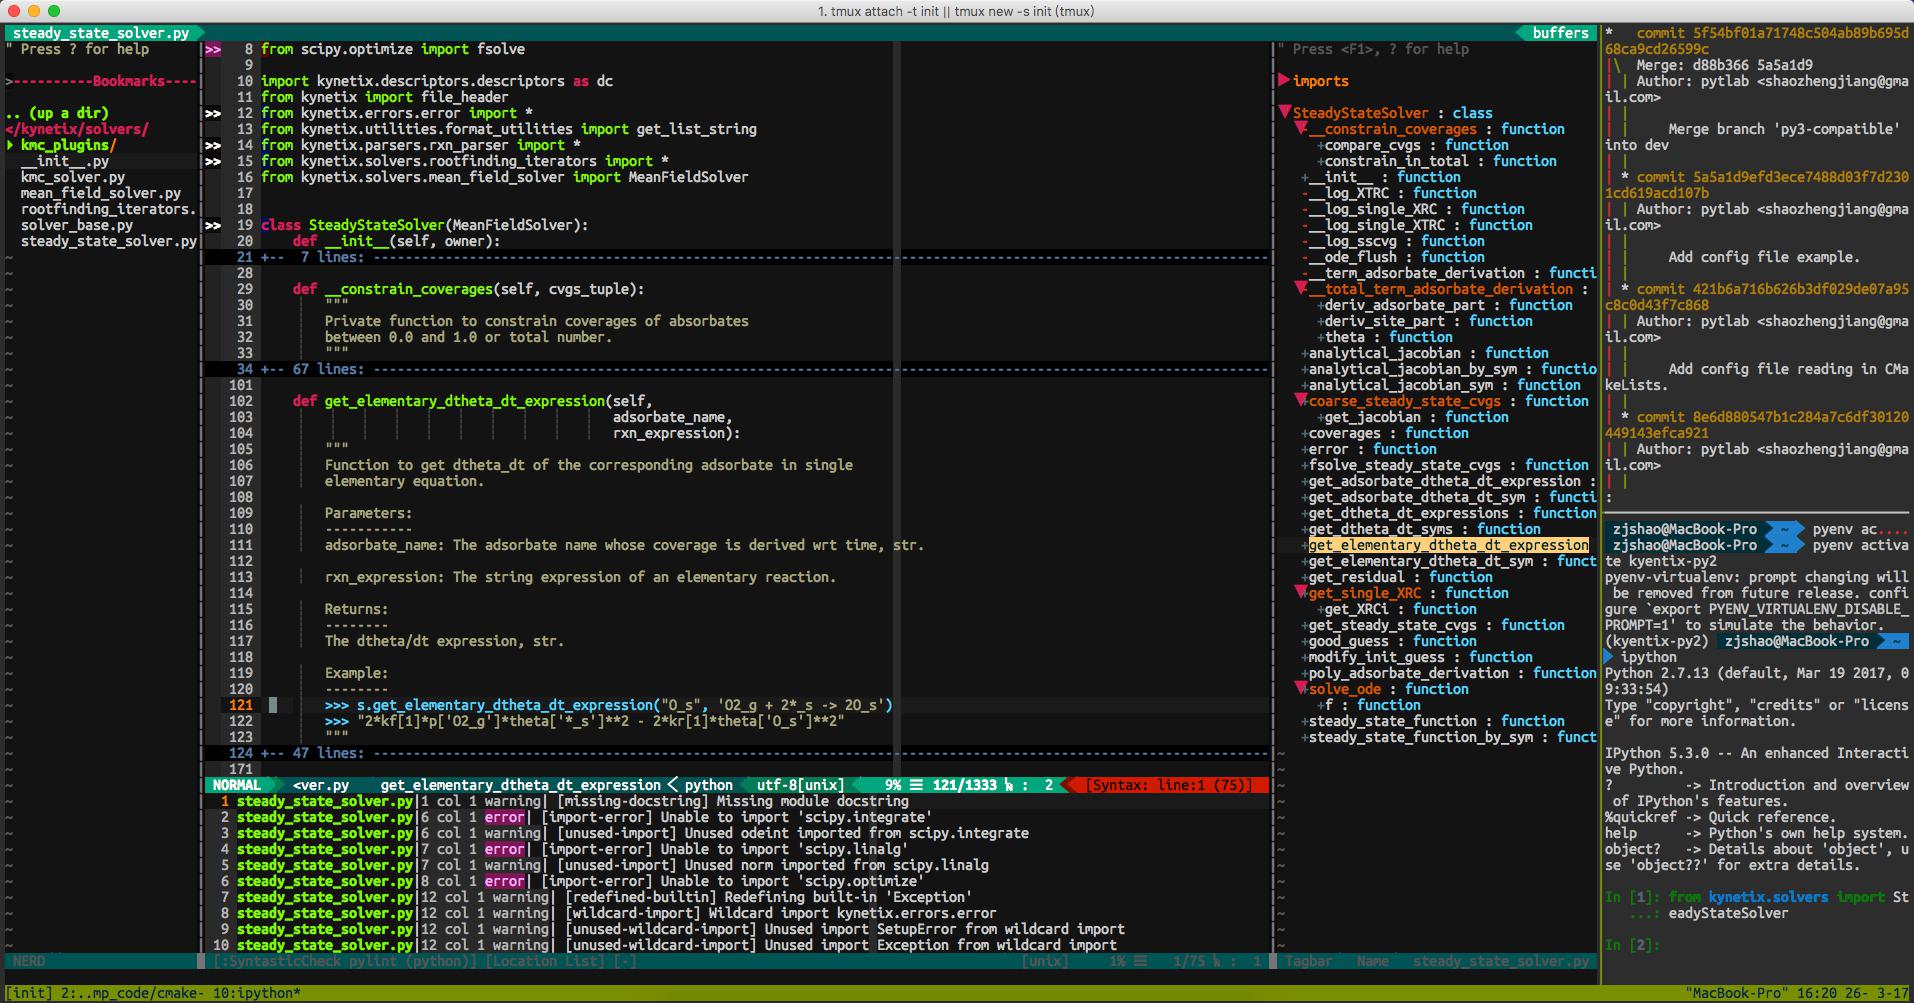 1. tmux attach -t init || tmux new -s init (tmux)
steady_state_solver.py
" Press ? for help
>----------Bookmarks----
.. (up a dir)
</kynetix/solvers/
kmc_plugins/
__init__.py
kmc_solver.py
mean_field_solver.py
rootfinding_iterators.
solver_base.py
steady_state_solver.py
NERD
buffers
>> 8 from scipy.optimize import fsolve
9
10 import kynetix.descriptors.descriptors as dc
11 from kynetix import file_header
>> 12 from kynetix.errors.error import *
13 from kynetix.utilities.format_utilities import get_list_string
>> 14 from kynetix.parsers.rxn_parser import *
>> 15 from kynetix.solvers.rootfinding_iterators import *
16 from kynetix.solvers.mean_field_solver import MeanFieldSolver
17
18
>> 19 class SteadyStateSolver(MeanFieldSolver):
20 def __init__(self, owner):
21 +-- 7 lines: ----------
28
29 def __constrain_coverages(self, cvgs_tuple):
30 """
31 Private function to constrain coverages of absorbates
32 between 0.0 and 1.0 or total number.
33 """
34 +-- 67 lines: ----------
101
102 def get_elementary_dtheta_dt_expression(self,
103 adsorbate_name,
104 rxn_expression):
105 """
106 Function to get dtheta_dt of the corresponding adsorbate in single
107 elementary equation.
108
109 Parameters:
110 -----------
111 adsorbate_name: The adsorbate name whose coverage is derived wrt time, str.
112
113 rxn_expression: The string expression of an elementary reaction.
114
115 Returns:
116 --------
117 The dtheta/dt expression, str.
118
119 Example:
120 --------
121 >>> s.get_elementary_dtheta_dt_expression("O_s", 'O2_g + 2*_s -> 2O_s')
122 >>> "2*kf[1]*p['O2_g']*theta['*_s']**2 - 2*kr[1]*theta['O_s']**2"
123 """
124 +-- 47 lines: ----------
171
NORMAL <ver.py get_elementary_dtheta_dt_expression < python utf-8[unix] 9% ☰ 121/1333 ㏑ : 2 [Syntax: line:1 (75)]
1 steady_state_solver.py|1 col 1 warning| [missing-docstring] Missing module docstring
2 steady_state_solver.py|6 col 1 error| [import-error] Unable to import 'scipy.integrate'
3 steady_state_solver.py|6 col 1 warning| [unused-import] Unused odeint imported from scipy.integrate
4 steady_state_solver.py|7 col 1 error| [import-error] Unable to import 'scipy.linalg'
5 steady_state_solver.py|7 col 1 warning| [unused-import] Unused norm imported from scipy.linalg
6 steady_state_solver.py|8 col 1 error| [import-error] Unable to import 'scipy.optimize'
7 steady_state_solver.py|12 col 1 warning| [redefined-builtin] Redefining built-in 'Exception'
8 steady_state_solver.py|12 col 1 warning| [wildcard-import] Wildcard import kynetix.errors.error
9 steady_state_solver.py|12 col 1 warning| [unused-wildcard-import] Unused import SetupError from wildcard import
10 steady_state_solver.py|12 col 1 warning| [unused-wildcard-import] Unused import Exception from wildcard import
[:SyntasticCheck pylint (python)] [Location List] [-] [unix] 1% ☰ 1/75 ㏑ : 1
" Press <F1>, ? for help
imports
SteadyStateSolver : class
__constrain_coverages : function
+compare_cvgs : function
+constrain_in_total : function
+__init__ : function
-__log_XTRC : function
-__log_single_XRC : function
-__log_single_XTRC : function
-__log_sscvg : function
-__ode_flush : function
-__term_adsorbate_derivation : functi
__total_term_adsorbate_derivation :
+deriv_adsorbate_part : function
+deriv_site_part : function
+theta : function
+analytical_jacobian : function
+analytical_jacobian_by_sym : functio
+analytical_jacobian_sym : function
coarse_steady_state_cvgs : function
+get_jacobian : function
+coverages : function
+error : function
+fsolve_steady_state_cvgs : function
+get_adsorbate_dtheta_dt_expression :
+get_adsorbate_dtheta_dt_sym : functi
+get_dtheta_dt_expressions : function
+get_dtheta_dt_syms : function
+get_elementary_dtheta_dt_expression
+get_elementary_dtheta_dt_sym : funct
+get_residual : function
get_single_XRC : function
+get_XRCi : function
+get_steady_state_cvgs : function
+good_guess : function
+modify_init_guess : function
+poly_adsorbate_derivation : function
solve_ode : function
+f : function
+steady_state_function : function
+steady_state_function_by_sym : funct
Tagbar Name steady_state_solver.py
* commit 5f54bf01a71748c504ab89b695d
68ca9cd26599c
|\ Merge: d88b366 5a5a1d9
| | Author: pytlab <shaozhengjiang@gma
il.com>
| |
| | Merge branch 'py3-compatible'
into dev
| |
| * commit 5a5a1d9efd3ece7488d03f7d230
1cd619acd107b
| | Author: pytlab <shaozhengjiang@gma
il.com>
| |
| | Add config file example.
| |
| * commit 421b6a716b626b3df029de07a95
c8c0d43f7c868
| | Author: pytlab <shaozhengjiang@gma
il.com>
| |
| | Add config file reading in CMa
keLists.
| |
| * commit 8e6d880547b1c284a7c6df30120
449143efca921
| | Author: pytlab <shaozhengjiang@gma
il.com>
| |
:
zjshao@MacBook-Pro ~ pyenv ac....
zjshao@MacBook-Pro ~ pyenv activa
te kyentix-py2
pyenv-virtualenv: prompt changing will
be removed from future release. confi
gure `export PYENV_VIRTUALENV_DISABLE_
PROMPT=1' to simulate the behavior.
(kyentix-py2) zjshao@MacBook-Pro ~
ipython
Python 2.7.13 (default, Mar 19 2017, 0
9:33:54)
Type "copyright", "credits" or "licens
e" for more information.
IPython 5.3.0 -- An enhanced Interacti
ve Python.
? -> Introduction and overview
of IPython's features.
%quickref -> Quick reference.
help -> Python's own help system.
object? -> Details about 'object', u
se 'object??' for extra details.
In [1]: from kynetix.solvers import St
...: eadyStateSolver
In [2]:
[init] 2:..mp_code/cmake- 10:ipython* "MacBook-Pro" 16:20 26- 3-17